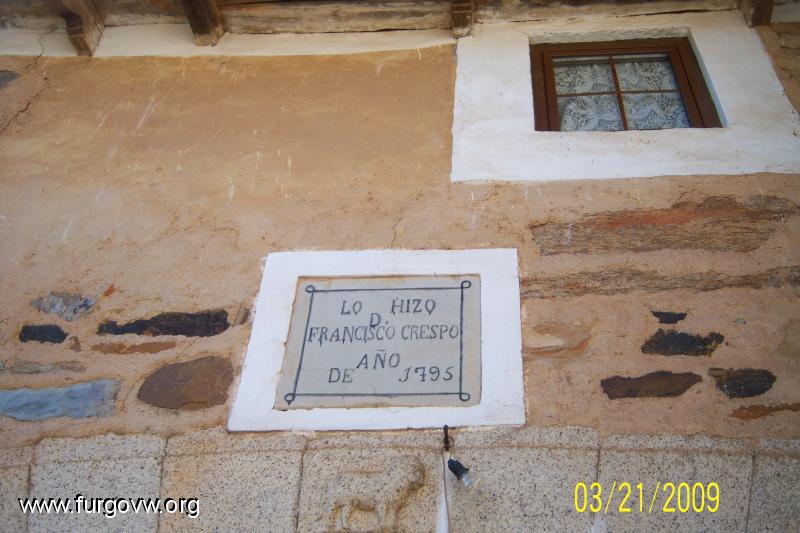 LO HIZO
D.
FRANCISCO CRESPO
AÑO
DE 1795
www.furgovw.org
03/21/2009